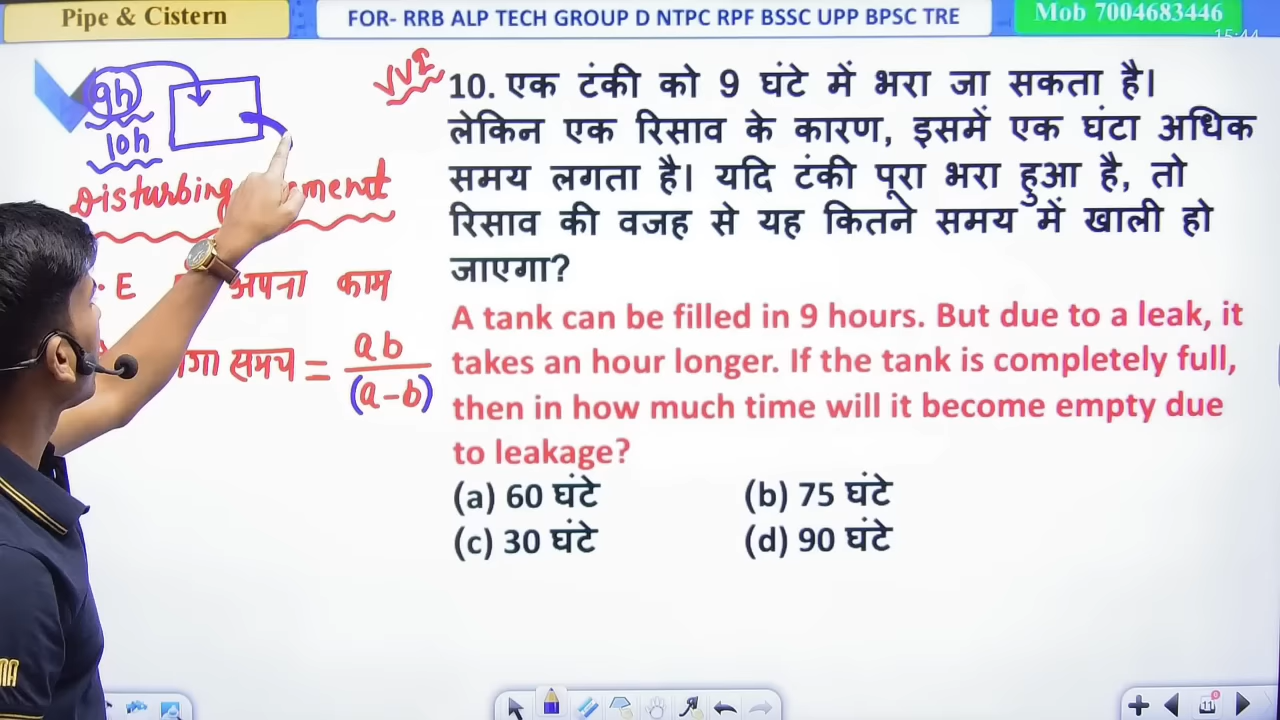 Pipe & Cistern
FOR- RRB ALP TECH GROUP D NTPC RPF BSSC UPP BPSC TRE
Mob 7004683446
15:44
9h
10h
VVI
10. एक टंकी को 9 घंटे में भरा जा सकता है।
लेकिन एक रिसाव के कारण, इसमें एक घंटा अधिक
समय लगता है। यदि टंकी पूरा भरा हुआ है, तो
रिसाव की वजह से यह कितने समय में खाली हो
जाएगा?
A tank can be filled in 9 hours. But due to a leak, it
takes an hour longer. If the tank is completely full,
then in how much time will it become empty due
to leakage?
(a) 60 घंटे
(b) 75 घंटे
(c) 30 घंटे
(d) 90 घंटे
Disturbing
E अपना काम
समय = ab
(a-b)
11